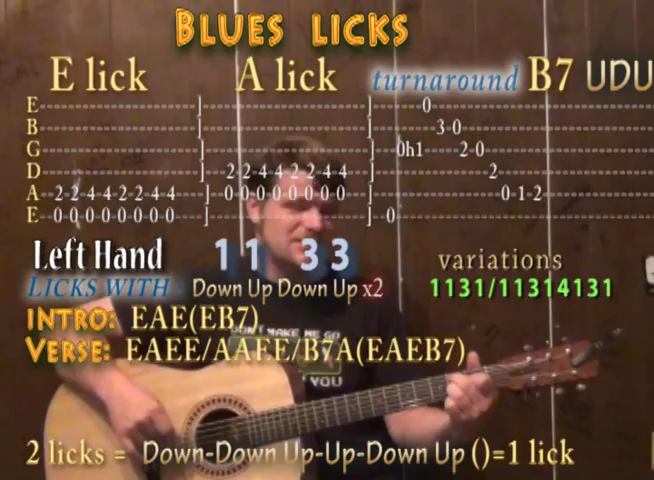 BLUES LICKS
E lick A lick turnaround B7 UDU
E------------------]------------------]-----0-----
B------------------]------------------]------3-0-----
G------------------]------------------]--0h1----2-0-----
D------------------]--2-2-4-4-2-2-4-4-]----------2-----
A--2-2-4-4-2-2-4-4--]--0-0-0-0-0-0-0-0-]-----------0-1-2-----
E--0-0-0-0-0-0-0-0--]------------------]-0-----
Left Hand 1 1 3 3 variations
LICKS WITH - Down Up Down Up x2 1131/11314131
INTRO: EAE(EB7)
VERSE: EAEE/AAEE/B7A(EAEB7)
YOU
2 licks = Down-Down Up-Up-Down Up ()=1 lick